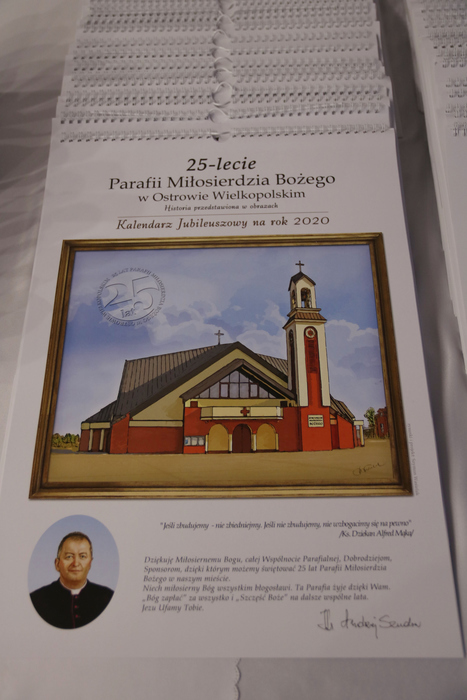 25-lecie
Parafii Miłosierdzia Bożego
w Ostrowie Wielkopolskim
Historia przedstawiona w obrazach
Kalendarz Jubileuszowy na rok 2020
25
lat
"Jeśli zbudujemy - nie zbiedniejmy. Jeśli nie zbudujemy, nie wzbogacimy się na pewno"
/Ks. Dziekan Alfred Mąka/
Dziękuję Miłosiernemu Bogu, całej Wspólnocie Parafialnej, Dobrodziejom,
Sponsorom, dzięki którym możemy świętować 25 lat Parafii Miłosierdzia
Bożego w naszym mieście.
Niech miłosierny Bóg wszystkim błogosławi. Ta Parafia żyje dzięki Wam.
„Bóg zapłać" za wszystko i „Szczęść Boże" na dalsze wspólne lata.
Jezu Ufamy Tobie.